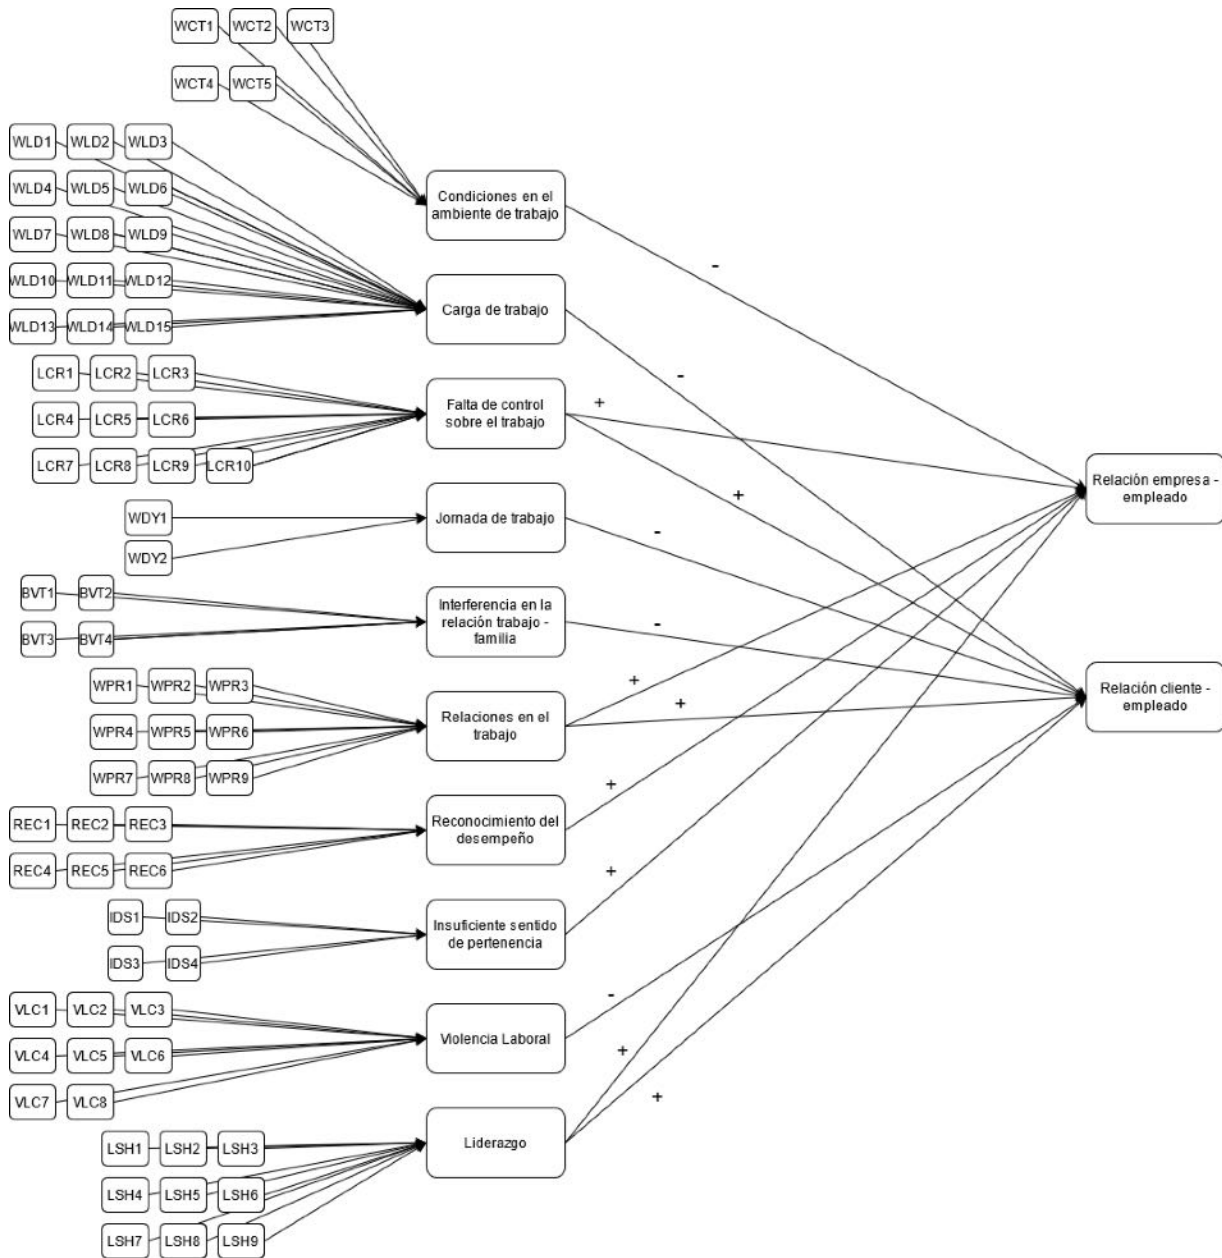 WCT1 WCT2 WCT3
WCT4 WCT5
WLD1 WLD2 WLD3
WLD4 WLD5 WLD6
WLD7 WLD8 WLD9
WLD10 WLD11 WLD12
WLD13 WLD14 WLD15
LCR1 LCR2 LCR3
LCR4 LCR5 LCR6
LCR7 LCR8 LCR9 LCR10
WDY1
WDY2
BVT1 BVT2
BVT3 BVT4
WPR1 WPR2 WPR3
WPR4 WPR5 WPR6
WPR7 WPR8 WPR9
REC1 REC2 REC3
REC4 REC5 REC6
IDS1 IDS2
IDS3 IDS4
VLC1 VLC2 VLC3
VLC4 VLC5 VLC6
VLC7 VLC8
LSH1 LSH2 LSH3
LSH4 LSH5 LSH6
LSH7 LSH8 LSH9
Condiciones en el
ambiente de trabajo
Carga de trabajo
Falta de control
sobre el trabajo
Jornada de trabajo
Interferencia en la
relación trabajo -
familia
Relaciones en el
trabajo
Reconocimiento del
desempeño
Insuficiente sentido
de pertenencia
Violencia Laboral
Liderazgo
-
-
+
+
-
-
+
+
+
+
-
+
+
Relación empresa -
empleado
Relación cliente -
empleado